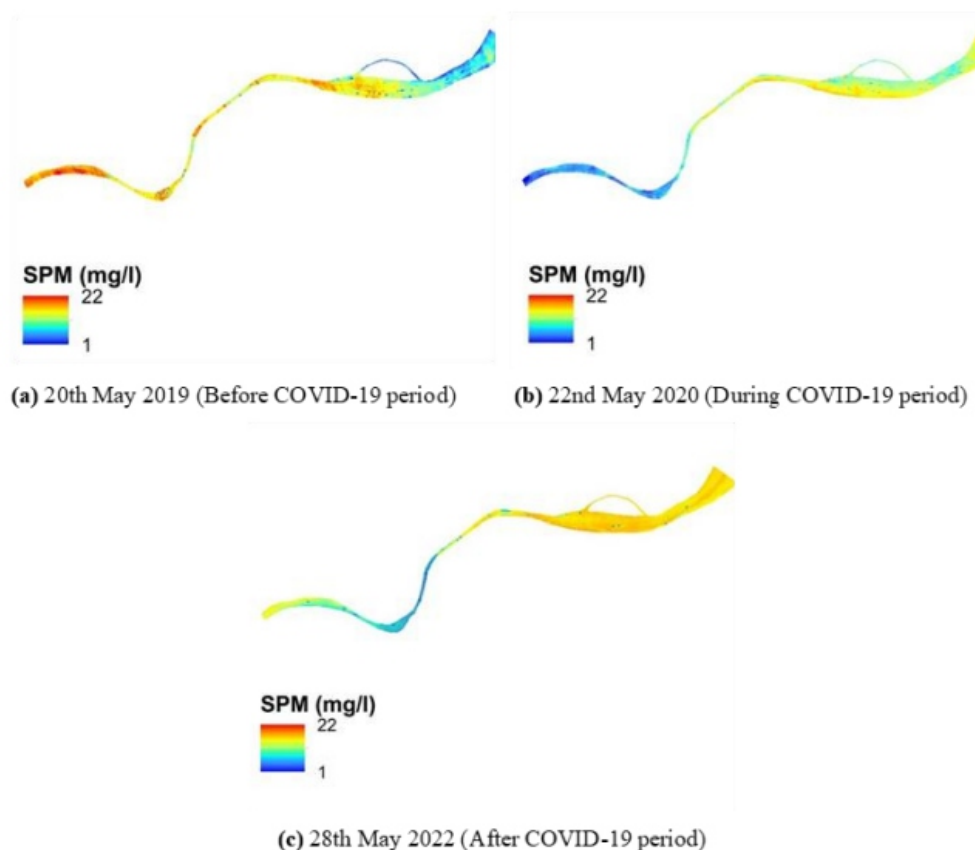 SPM (mg/l)
22
1
SPM (mg/l)
22
1
(a) 20th May 2019 (Before COVID-19 period)
(b) 22nd May 2020 (During COVID-19 period)
SPM (mg/l)
22
1
(c) 28th May 2022 (After COVID-19 period)